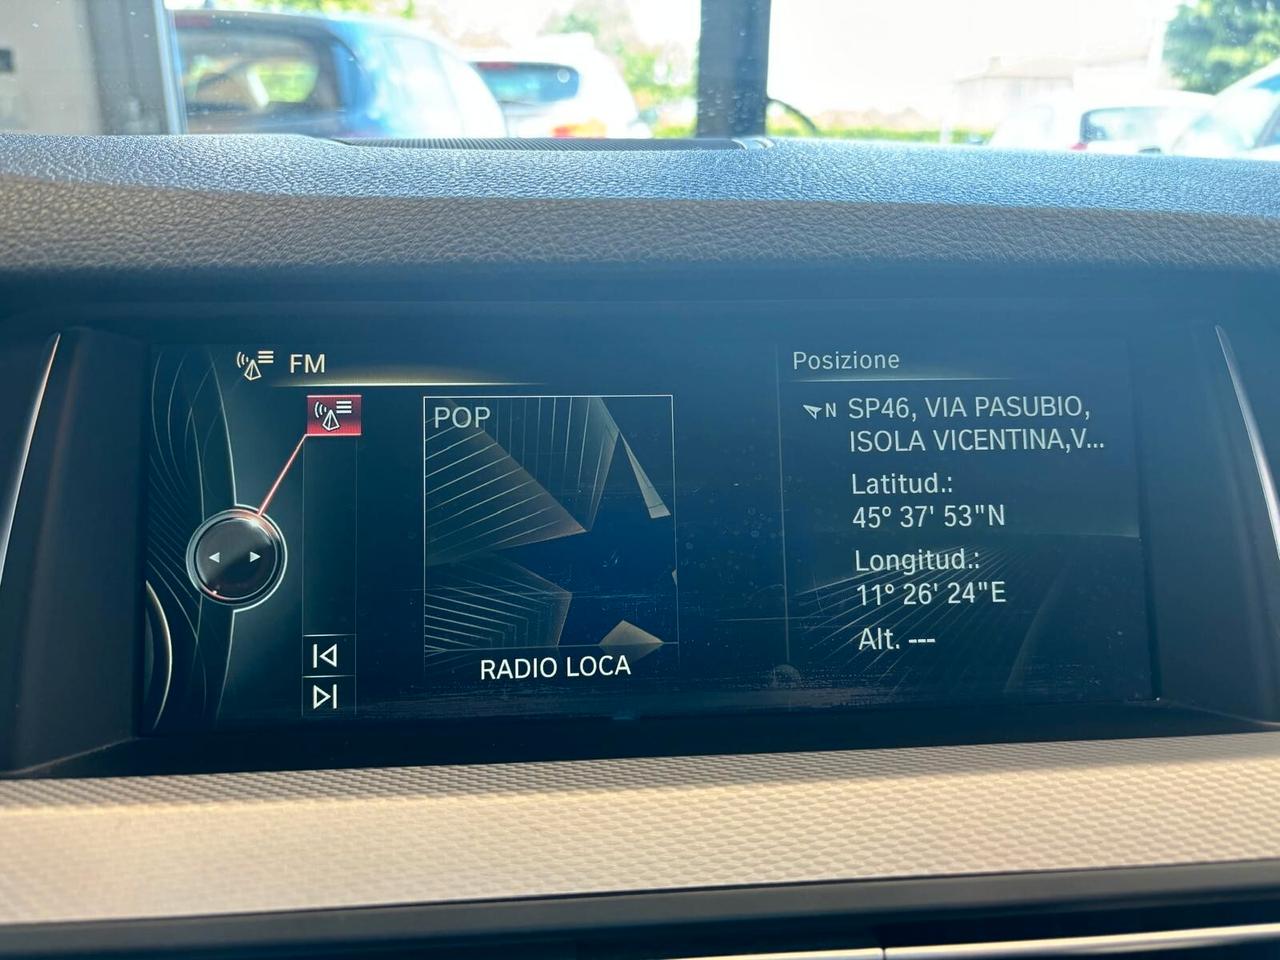 FM
POP
RADIO LOCA
Posizione
N SP46, VIA PASUBIO,
ISOLA VICENTINA,V...
Latitud.:
45° 37' 53"N
Longitud.:
11° 26' 24"E
Alt. ---